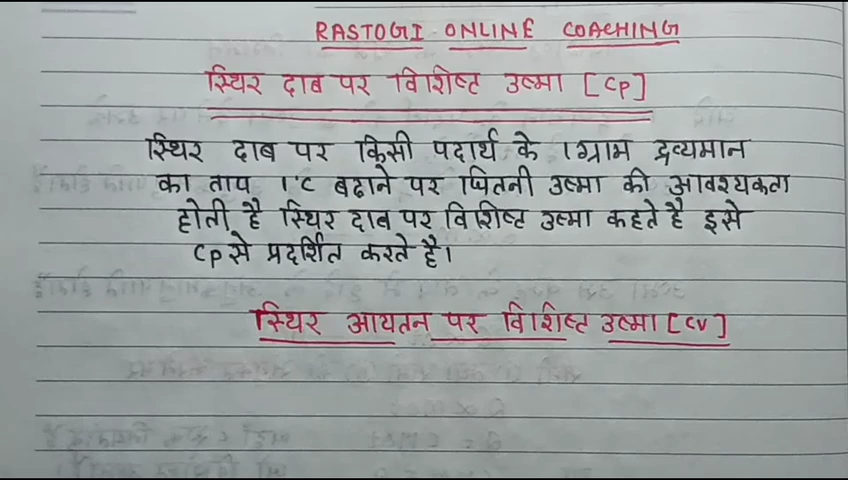 RASTOGI ONLINE COACHING
स्थिर दाब पर विशिष्ट उष्मा [CP]
स्थिर दाब पर किसी पदार्थ के 1ग्राम द्रव्यमान
का ताप 1°C बढाने पर जितनी उष्मा की आवश्यकता
होती है स्थिर दाब पर विशिष्ट उष्मा कहते है इसे
CP से प्रदर्शित करते है।
स्थिर आयतन पर विशिष्ट उष्मा [CV]